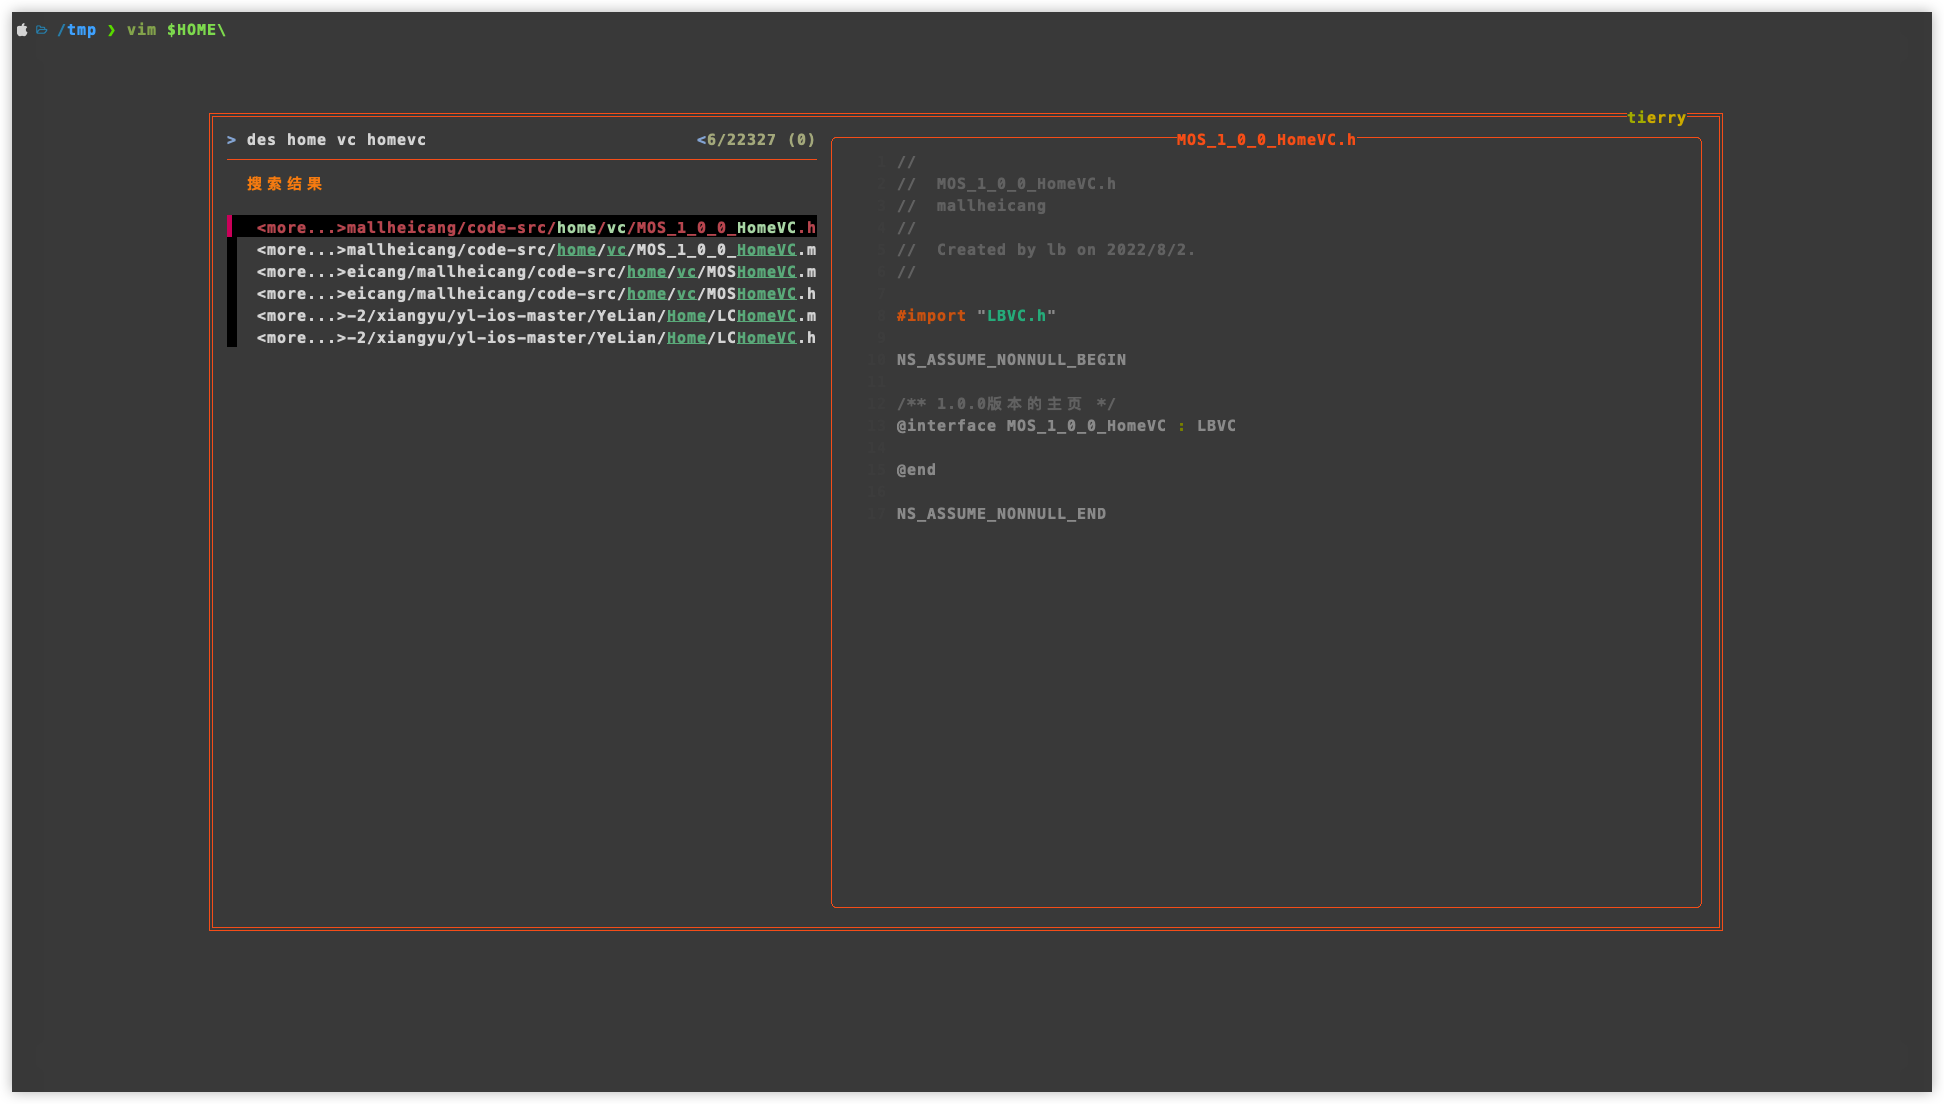 /tmp ❯ vim $HOME\
tierry
> des home vc homevc <6/22327 (0)
搜索结果
<more...>mallheicang/code-src/home/vc/MOS_1_0_0_HomeVC.h
<more...>mallheicang/code-src/home/vc/MOS_1_0_0_HomeVC.m
<more...>eicang/mallheicang/code-src/home/vc/MOSHomeVC.m
<more...>eicang/mallheicang/code-src/home/vc/MOSHomeVC.h
<more...>-2/xiangyu/yl-ios-master/YeLian/Home/LCHomeVC.m
<more...>-2/xiangyu/yl-ios-master/YeLian/Home/LCHomeVC.h
MOS_1_0_0_HomeVC.h
//
//  MOS_1_0_0_HomeVC.h
//  mallheicang
//
//  Created by lb on 2022/8/2.
//
#import "LBVC.h"
NS_ASSUME_NONNULL_BEGIN
/** 1.0.0版本的主页 */
@interface MOS_1_0_0_HomeVC : LBVC
@end
NS_ASSUME_NONNULL_END